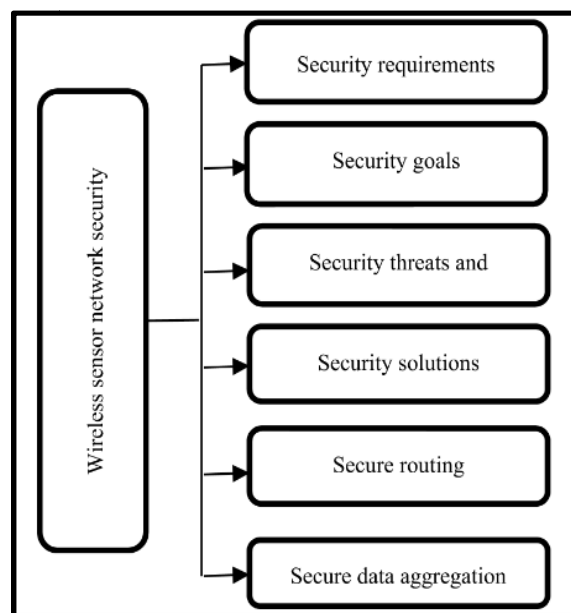 Wireless sensor network security
Security requirements
Security goals
Security threats and
Security solutions
Secure routing
Secure data aggregation